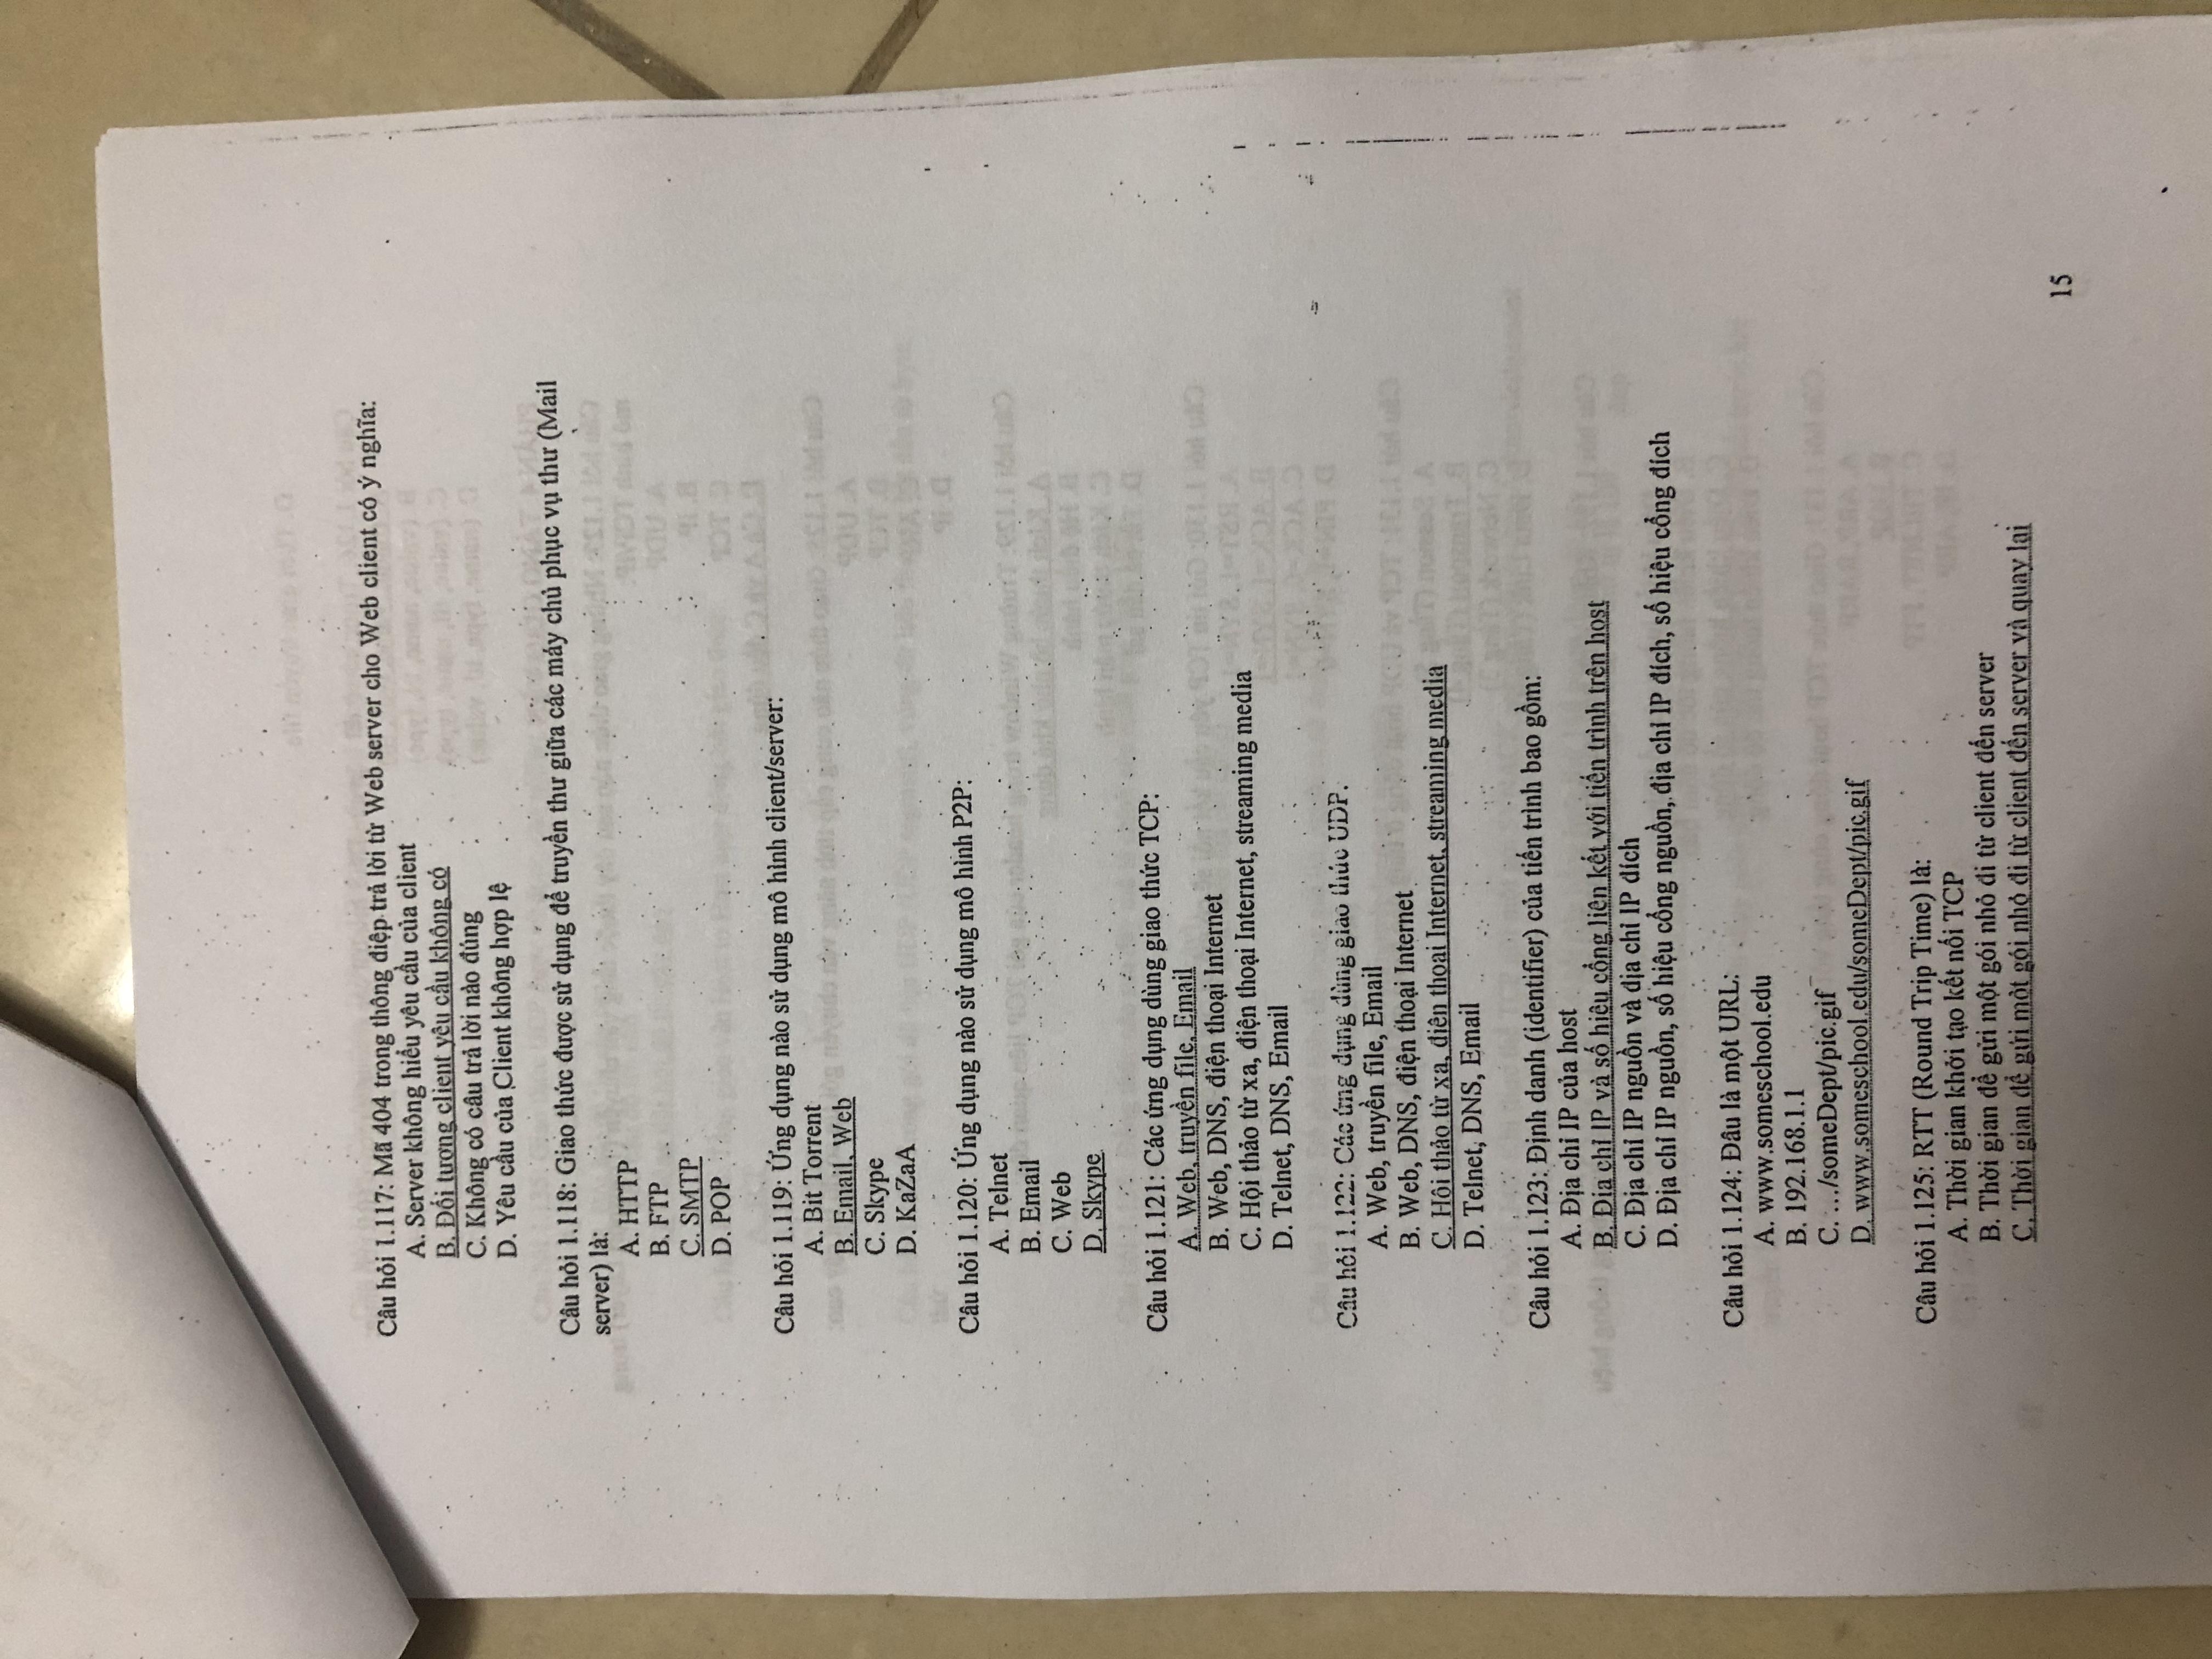 Câu hỏi 1.117: Mã 404 trong thông điệp trả lời từ Web server cho Web client có ý nghĩa:
A. Server không hiểu yêu cầu của client
B. Đối tượng client yêu cầu không có
C. Không có câu trả lời nào đúng
D. Yêu cầu của Client không hợp lệ
Câu hỏi 1.118: Giao thức được sử dụng để truyền thư giữa các máy chủ phục vụ thư (Mail
server) là:
A. HTTP
B. FTP
C. SMTP
D. POP
Câu hỏi 1.119: Ứng dụng nào sử dụng mô hình client/server:
A. Bit Torrent
B. Email, Web
C. Skype
D. KaZaA
Câu hỏi 1.120: Ứng dụng nào sử dụng mô hình P2P:
A. Telnet
B. Email
C. Web
D. Skype
Câu hỏi 1.121: Các ứng dụng dùng giao thức TCP:
A. Web, truyền file, Email
B. Web, DNS, điện thoại Internet
C. Hội thảo từ xa, điện thoại Internet, streaming media
D. Telnet, DNS, Email
Câu hỏi 1.122: Các ứng dụng dùng giao thức UDP:
A. Web, truyền file, Email
B. Web, DNS, điện thoại Internet
C. Hội thảo từ xa, điện thoại Internet, streaming media
D. Telnet, DNS, Email
Câu hỏi 1.123: Định danh (identifier) của tiến trình bao gồm:
A. Địa chỉ IP của host
B. Địa chỉ IP và số hiệu cổng liên kết với tiến trình trên host
C. Địa chỉ IP nguồn và địa chỉ IP đích
D. Địa chỉ IP nguồn, số hiệu cổng nguồn, địa chỉ IP đích, số hiệu cổng đích
Câu hỏi 1.124: Đâu là một URL:
A. www.someschool.edu
B. 192.168.1.1
C. .../someDept/pic.gif
D. www.someschool.edu/someDept/pic.gif
Câu hỏi 1.125: RTT (Round Trip Time) là:
A. Thời gian khởi tạo kết nối TCP
B. Thời gian để gửi một gói nhỏ đi từ client đến server
C. Thời gian để gửi một gói nhỏ đi từ client đến server và quay lại
15